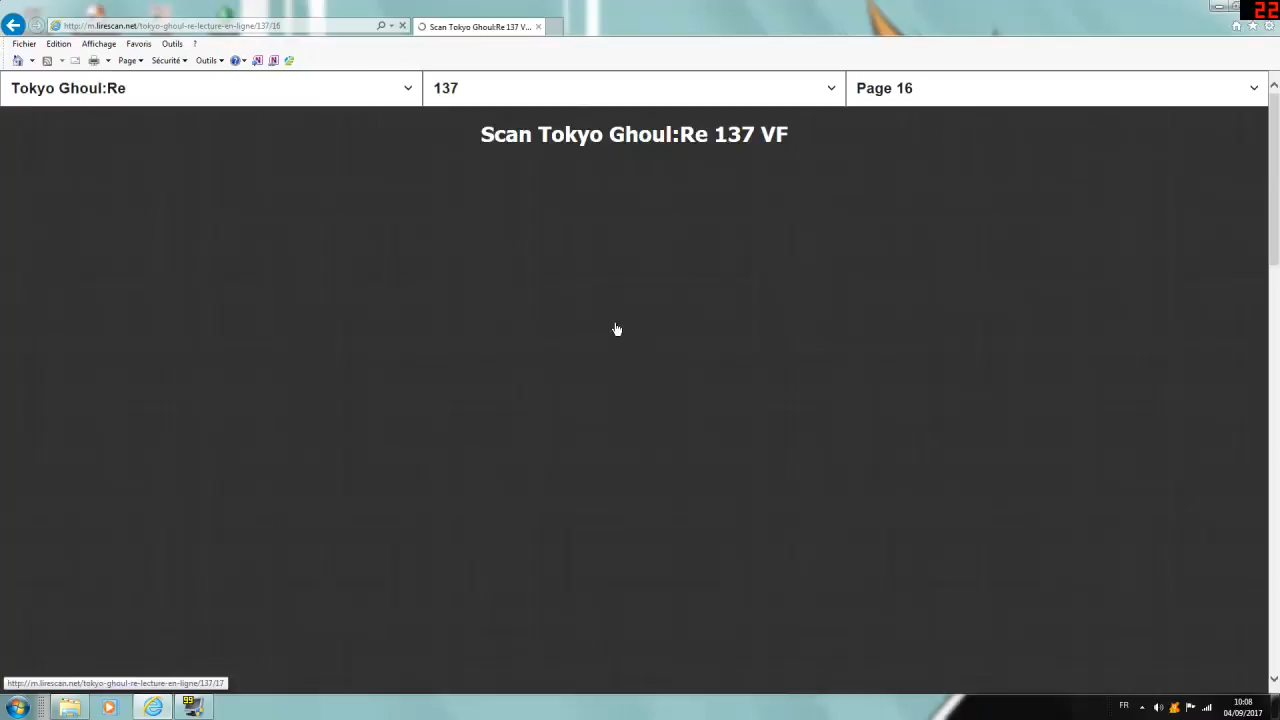 22
http://m.lirescan.net/tokyo-ghoul-re-lecture-en-ligne/137/16
Scan Tokyo Ghoul:Re 137 V...
Fichier Edition Affichage Favoris Outils ?
Page Sécurité Outils
Tokyo Ghoul:Re 137 Page 16
Scan Tokyo Ghoul:Re 137 VF
http://m.lirescan.net/tokyo-ghoul-re-lecture-en-ligne/137/17
99
FR
10:08
04/09/2017